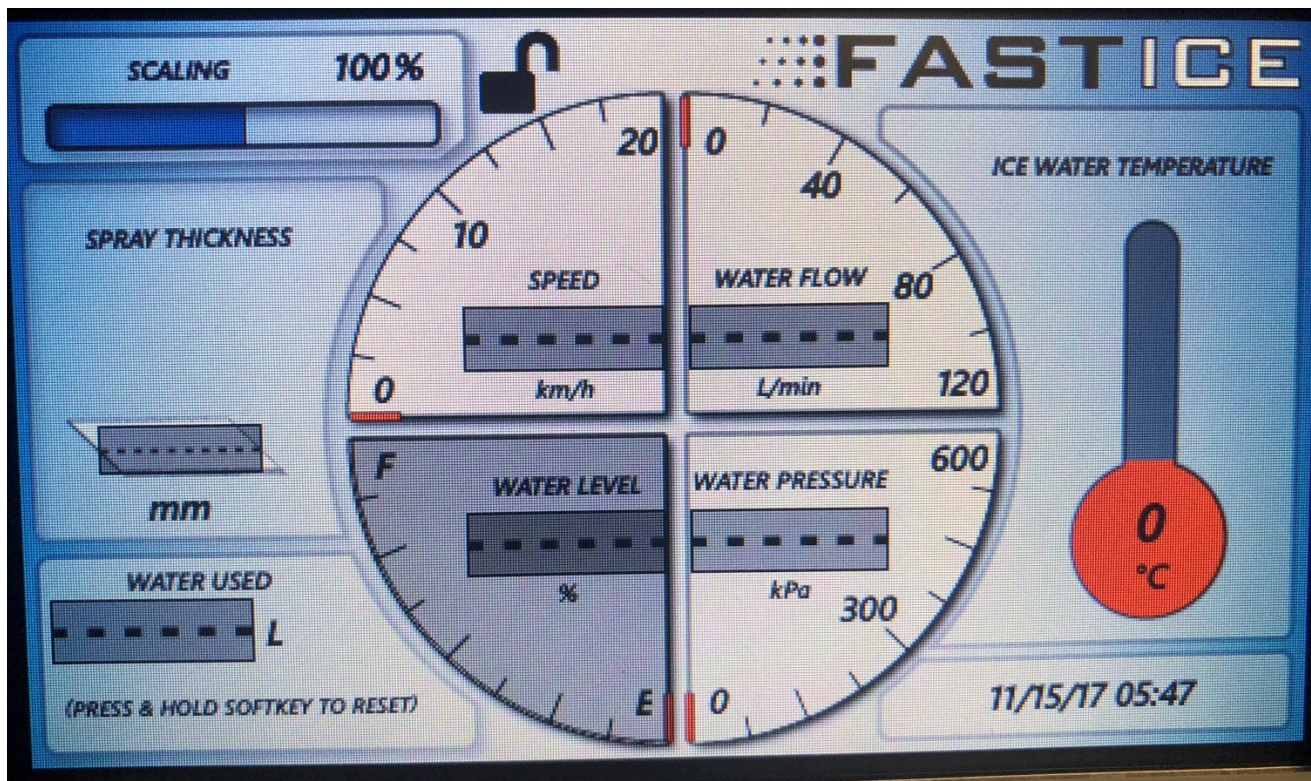 SCALING 100%
FASTICE
SPRAY THICKNESS
mm
WATER USED
L
(PRESS & HOLD SOFTKEY TO RESET)
20
10
SPEED
km/h
0
0
40
WATER FLOW
80
L/min
120
F
WATER LEVEL
%
E
600
WATER PRESSURE
kPa
300
0
ICE WATER TEMPERATURE
0
°C
11/15/17 05:47